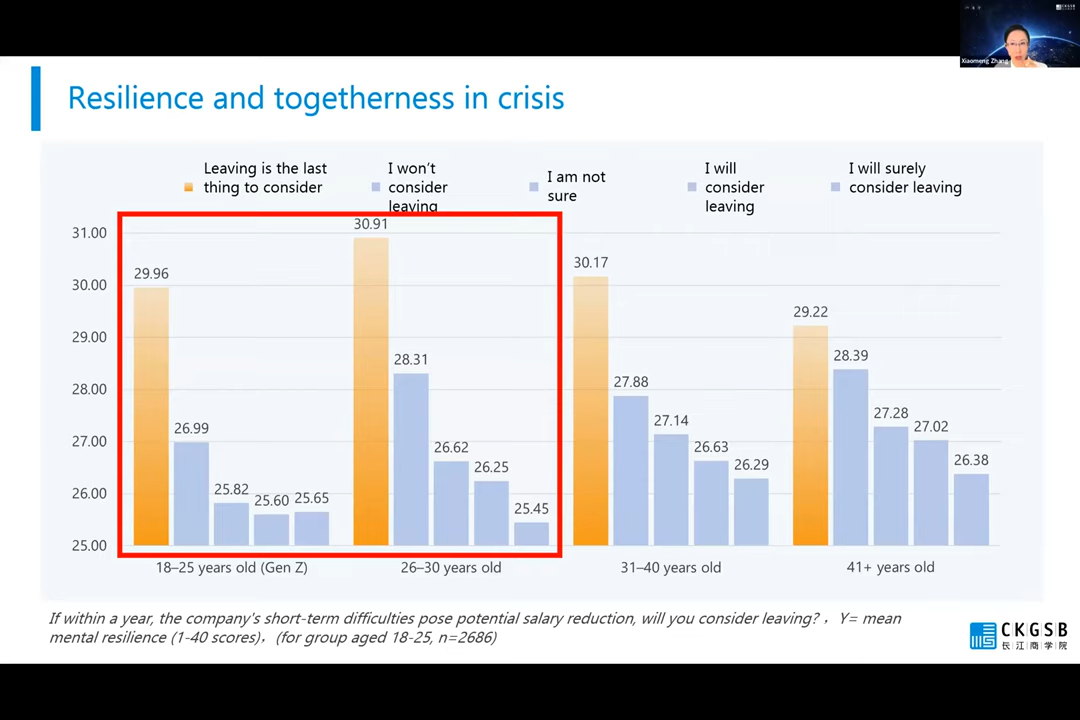 CKGSB
Xiaomeng Zhang
Resilience and togetherness in crisis
Leaving is the last
thing to consider
I won't
consider
leaving
I am not
sure
I will
consider
leaving
I will surely
consider leaving
31.00
30.00
29.00
28.00
27.00
26.00
25.00
29.96
26.99
25.82
25.60
25.65
30.91
28.31
26.62
26.25
25.45
30.17
27.88
27.14
26.63
26.29
29.22
28.39
27.28
27.02
26.38
18–25 years old (Gen Z)
26–30 years old
31–40 years old
41+ years old
If within a year, the company's short-term difficulties pose potential salary reduction, will you consider leaving? , Y= mean
mental resilience (1-40 scores), (for group aged 18-25, n=2686)
CKGSB
长江商学院